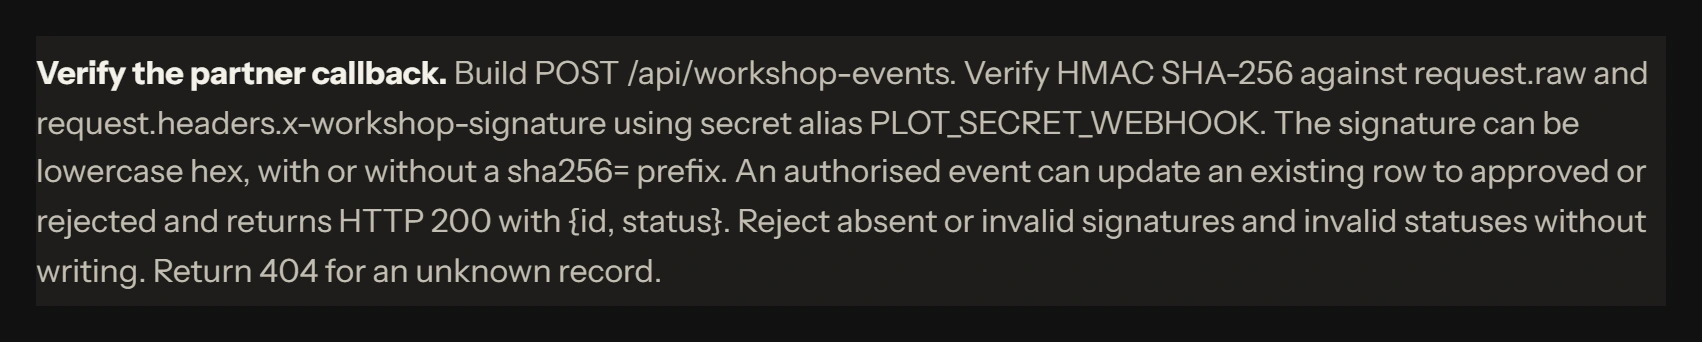 Verify the partner callback. Build POST /api/workshop-events. Verify HMAC SHA-256 against request.raw and
request.headers.x-workshop-signature using secret alias PLOT_SECRET_WEBHOOK. The signature can be
lowercase hex, with or without a sha256= prefix. An authorised event can update an existing row to approved or
rejected and returns HTTP 200 with {id, status}. Reject absent or invalid signatures and invalid statuses without
writing. Return 404 for an unknown record.